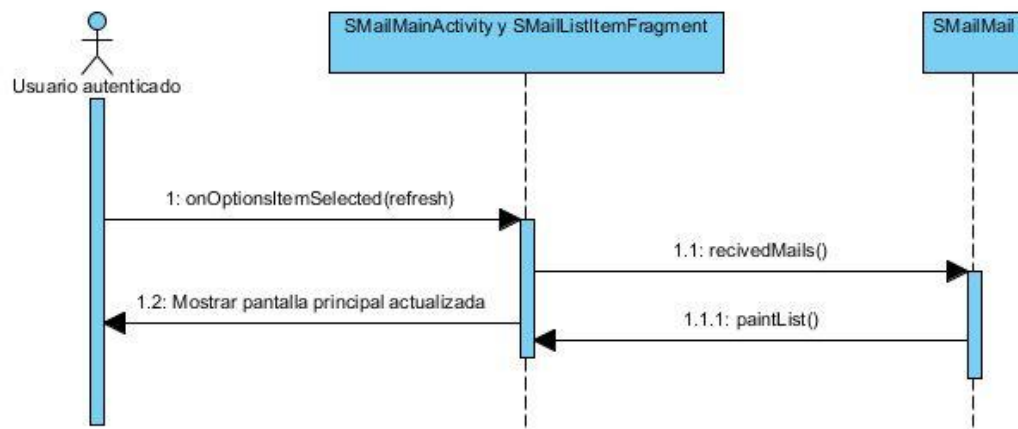 SMailMainActivity y SMailListItemFragment
SMailMail
Usuario autenticado
1: onOptionsItemSelected(refresh)
1.1: recivedMails()
1.2: Mostrar pantalla principal actualizada
1.1.1: paintList()